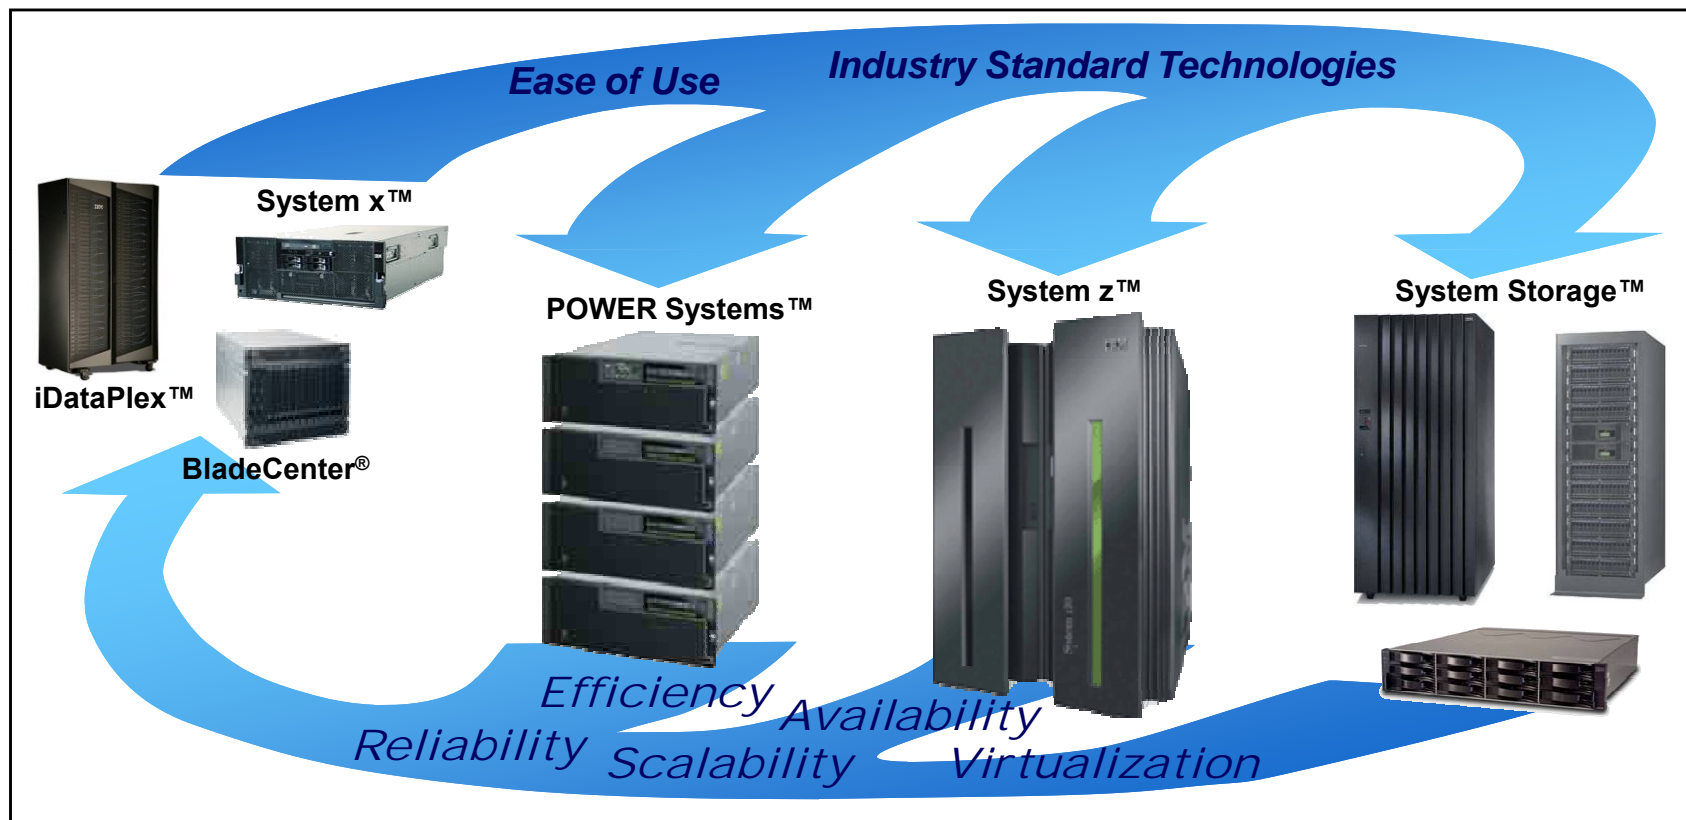 Ease of Use
Industry Standard Technologies
System x™
iDataPlex™
BladeCenter®
POWER Systems™
System z™
System Storage™
Efficiency
Availability
Reliability
Scalability
Virtualization